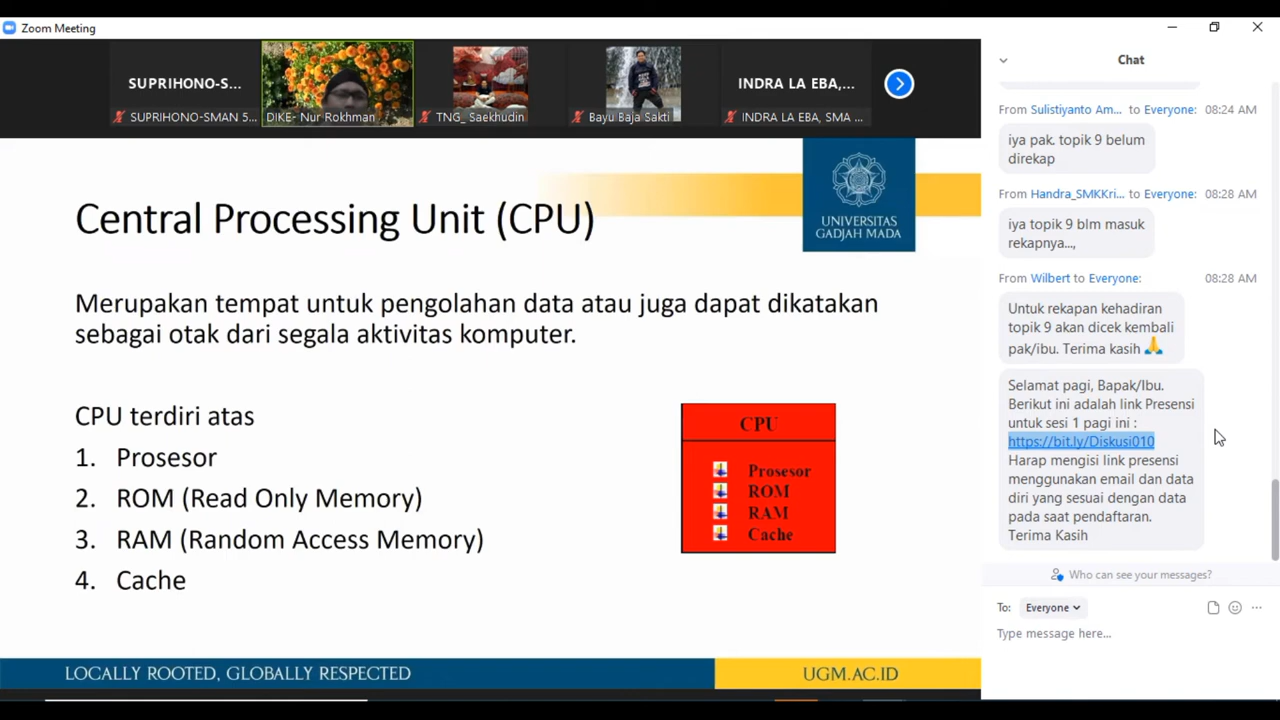 Zoom Meeting
SUPRIHONO-S...
SUPRIHONO-SMAN 5...
DIKE- Nur Rokhman
TNG_ Saekhudin
Bayu Baja Sakti
INDRA LA EBA,...
INDRA LA EBA, SMA ...
UNIVERSITAS
GADJAH MADA
Central Processing Unit (CPU)
Merupakan tempat untuk pengolahan data atau juga dapat dikatakan
sebagai otak dari segala aktivitas komputer.
CPU terdiri atas
1. Prosesor
2. ROM (Read Only Memory)
3. RAM (Random Access Memory)
4. Cache
CPU
Prosesor
ROM
RAM
Cache
LOCALLY ROOTED, GLOBALLY RESPECTED
UGM.AC.ID
Chat
From Sulistiyanto Am... to Everyone: 08:24 AM
iya pak. topik 9 belum
direkap
From Handra_SMKKri... to Everyone: 08:28 AM
iya topik 9 blm masuk
rekapnya...,
From Wilbert to Everyone: 08:28 AM
Untuk rekapan kehadiran
topik 9 akan dicek kembali
pak/ibu. Terima kasih 🙏
Selamat pagi, Bapak/Ibu.
Berikut ini adalah link Presensi
untuk sesi 1 pagi ini :
https://bit.ly/Diskusi010
Harap mengisi link presensi
menggunakan email dan data
diri yang sesuai dengan data
pada saat pendaftaran.
Terima Kasih
Who can see your messages?
To: Everyone
Type message here...